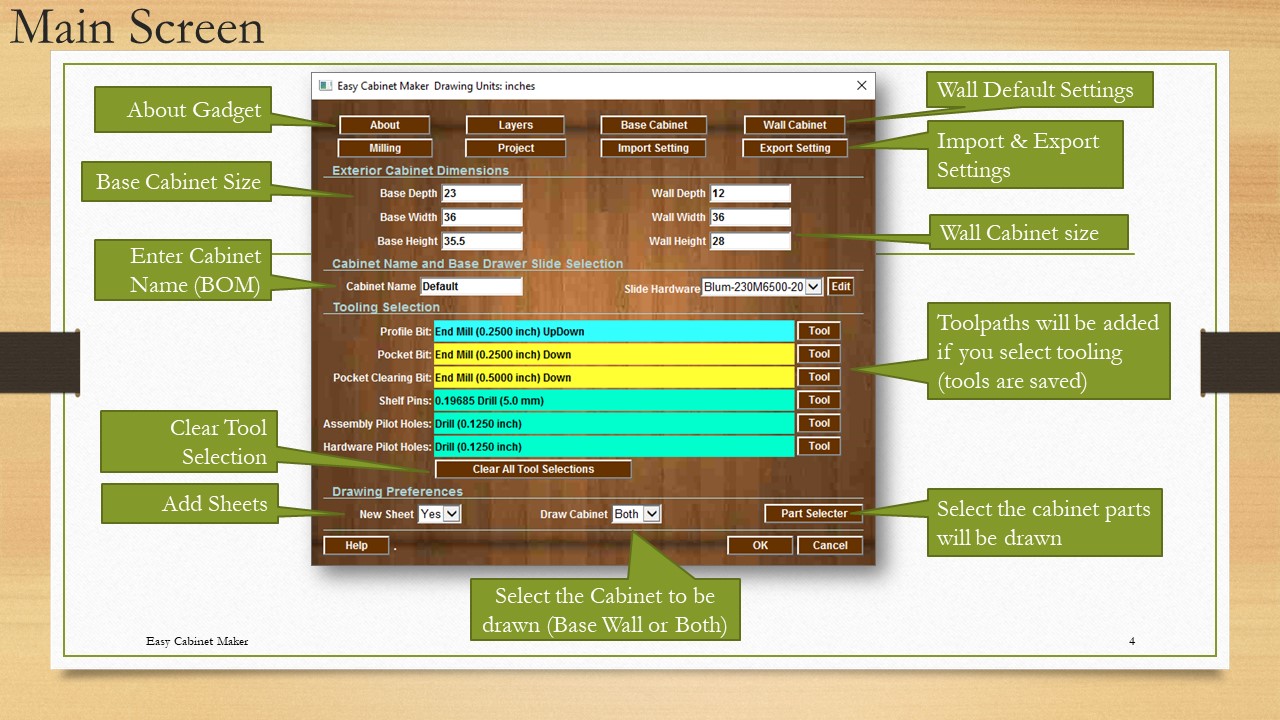 Main Screen
About Gadget
Base Cabinet Size
Enter Cabinet
Name (BOM)
Clear Tool
Selection
Add Sheets
Easy Cabinet Maker Drawing Units: inches
About Layers Base Cabinet Wall Cabinet
Milling Project Import Setting Export Setting
Exterior Cabinet Dimensions
Base Depth 23 Wall Depth 12
Base Width 36 Wall Width 36
Base Height 35.5 Wall Height 28
Cabinet Name and Base Drawer Slide Selection
Cabinet Name Default Slide Hardware Blum-230M6500-20 Edit
Tooling Selection
Profile Bit: End Mill (0.2500 inch) UpDown Tool
Pocket Bit: End Mill (0.2500 inch) Down Tool
Pocket Clearing Bit: End Mill (0.5000 inch) Down Tool
Shelf Pins: 0.19685 Drill (5.0 mm) Tool
Assembly Pilot Holes: Drill (0.1250 inch) Tool
Hardware Pilot Holes: Drill (0.1250 inch) Tool
Clear All Tool Selections
Drawing Preferences
New Sheet Yes Draw Cabinet Both Part Selecter
Help . OK Cancel
Wall Default Settings
Import & Export
Settings
Wall Cabinet size
Toolpaths will be added
if you select tooling
(tools are saved)
Select the cabinet parts
will be drawn
Select the Cabinet to be
drawn (Base Wall or Both)
Easy Cabinet Maker
4